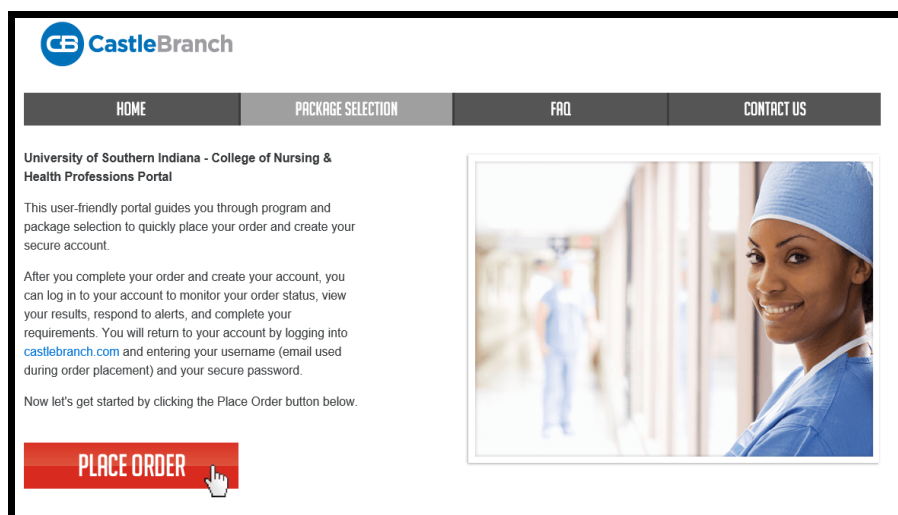 CB CastleBranch
HOME PACKAGE SELECTION FAQ CONTACT US
University of Southern Indiana - College of Nursing &
Health Professions Portal
This user-friendly portal guides you through program and
package selection to quickly place your order and create your
secure account.
After you complete your order and create your account, you
can log in to your account to monitor your order status, view
your results, respond to alerts, and complete your
requirements. You will return to your account by logging into
castlebranch.com and entering your username (email used
during order placement) and your secure password.
Now let's get started by clicking the Place Order button below.
PLACE ORDER